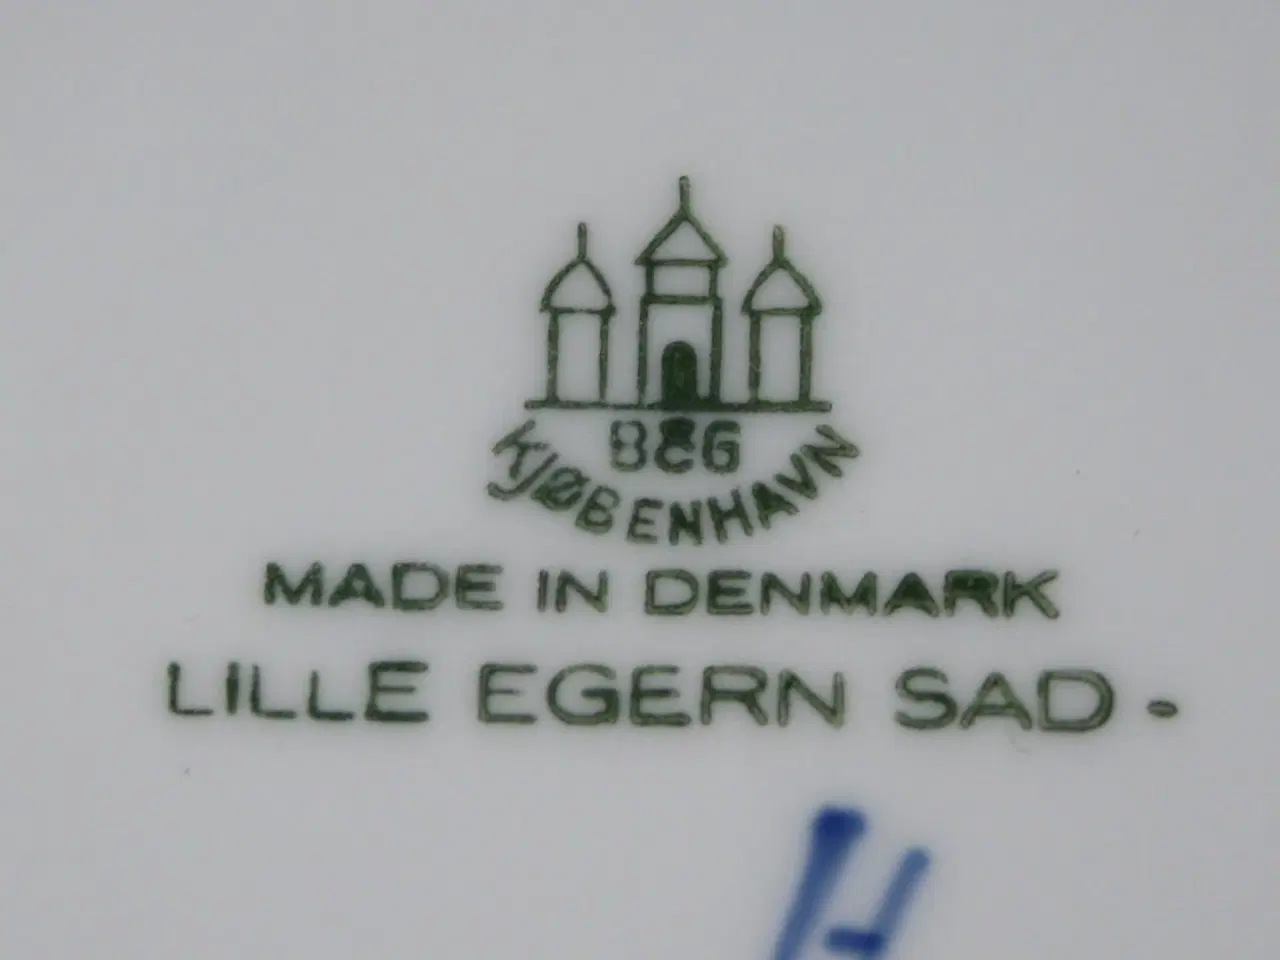 B&G
KJØBENHAVN
MADE IN DENMARK
LILLE EGERN SAD -
H